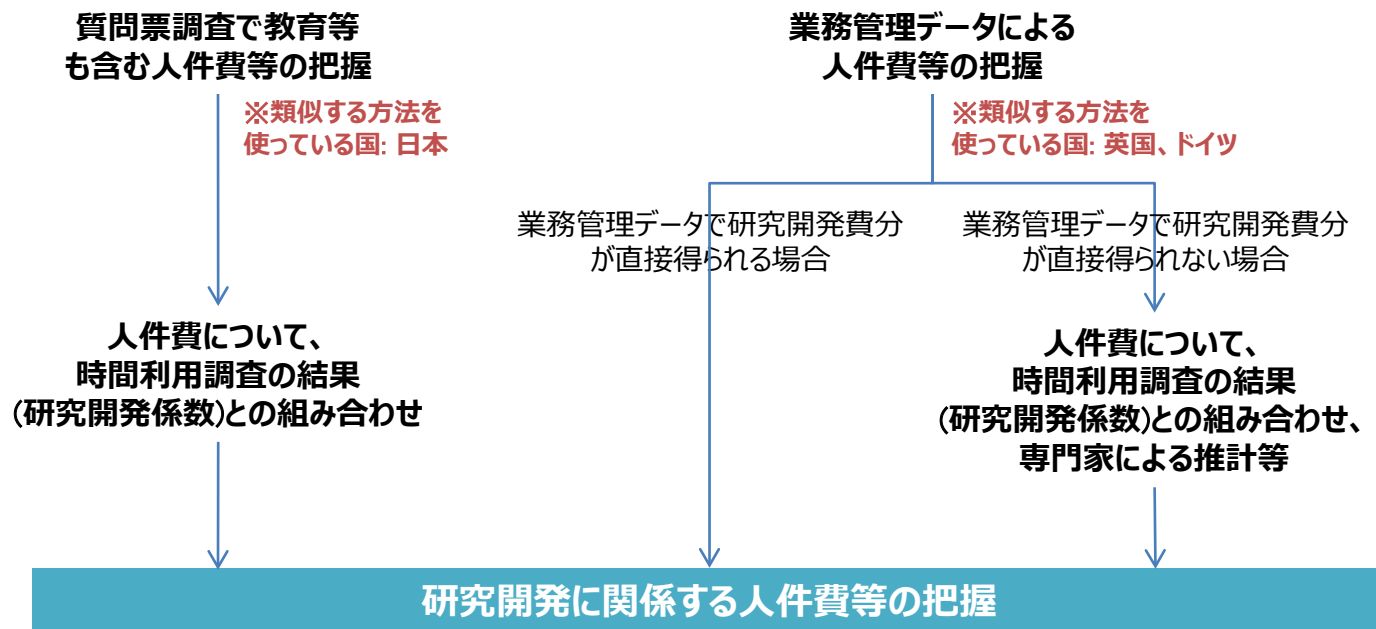 質問票調査で教育等
も含む人件費等の把握
※類似する方法を
使っている国: 日本
人件費について、
時間利用調査の結果
(研究開発係数)との組み合わせ
業務管理データによる
人件費等の把握
※類似する方法を
使っている国: 英国、ドイツ
業務管理データで研究開発費分
が直接得られる場合
業務管理データで研究開発費分
が直接得られない場合
人件費について、
時間利用調査の結果
(研究開発係数)との組み合わせ、
専門家による推計等
研究開発に関係する人件費等の把握